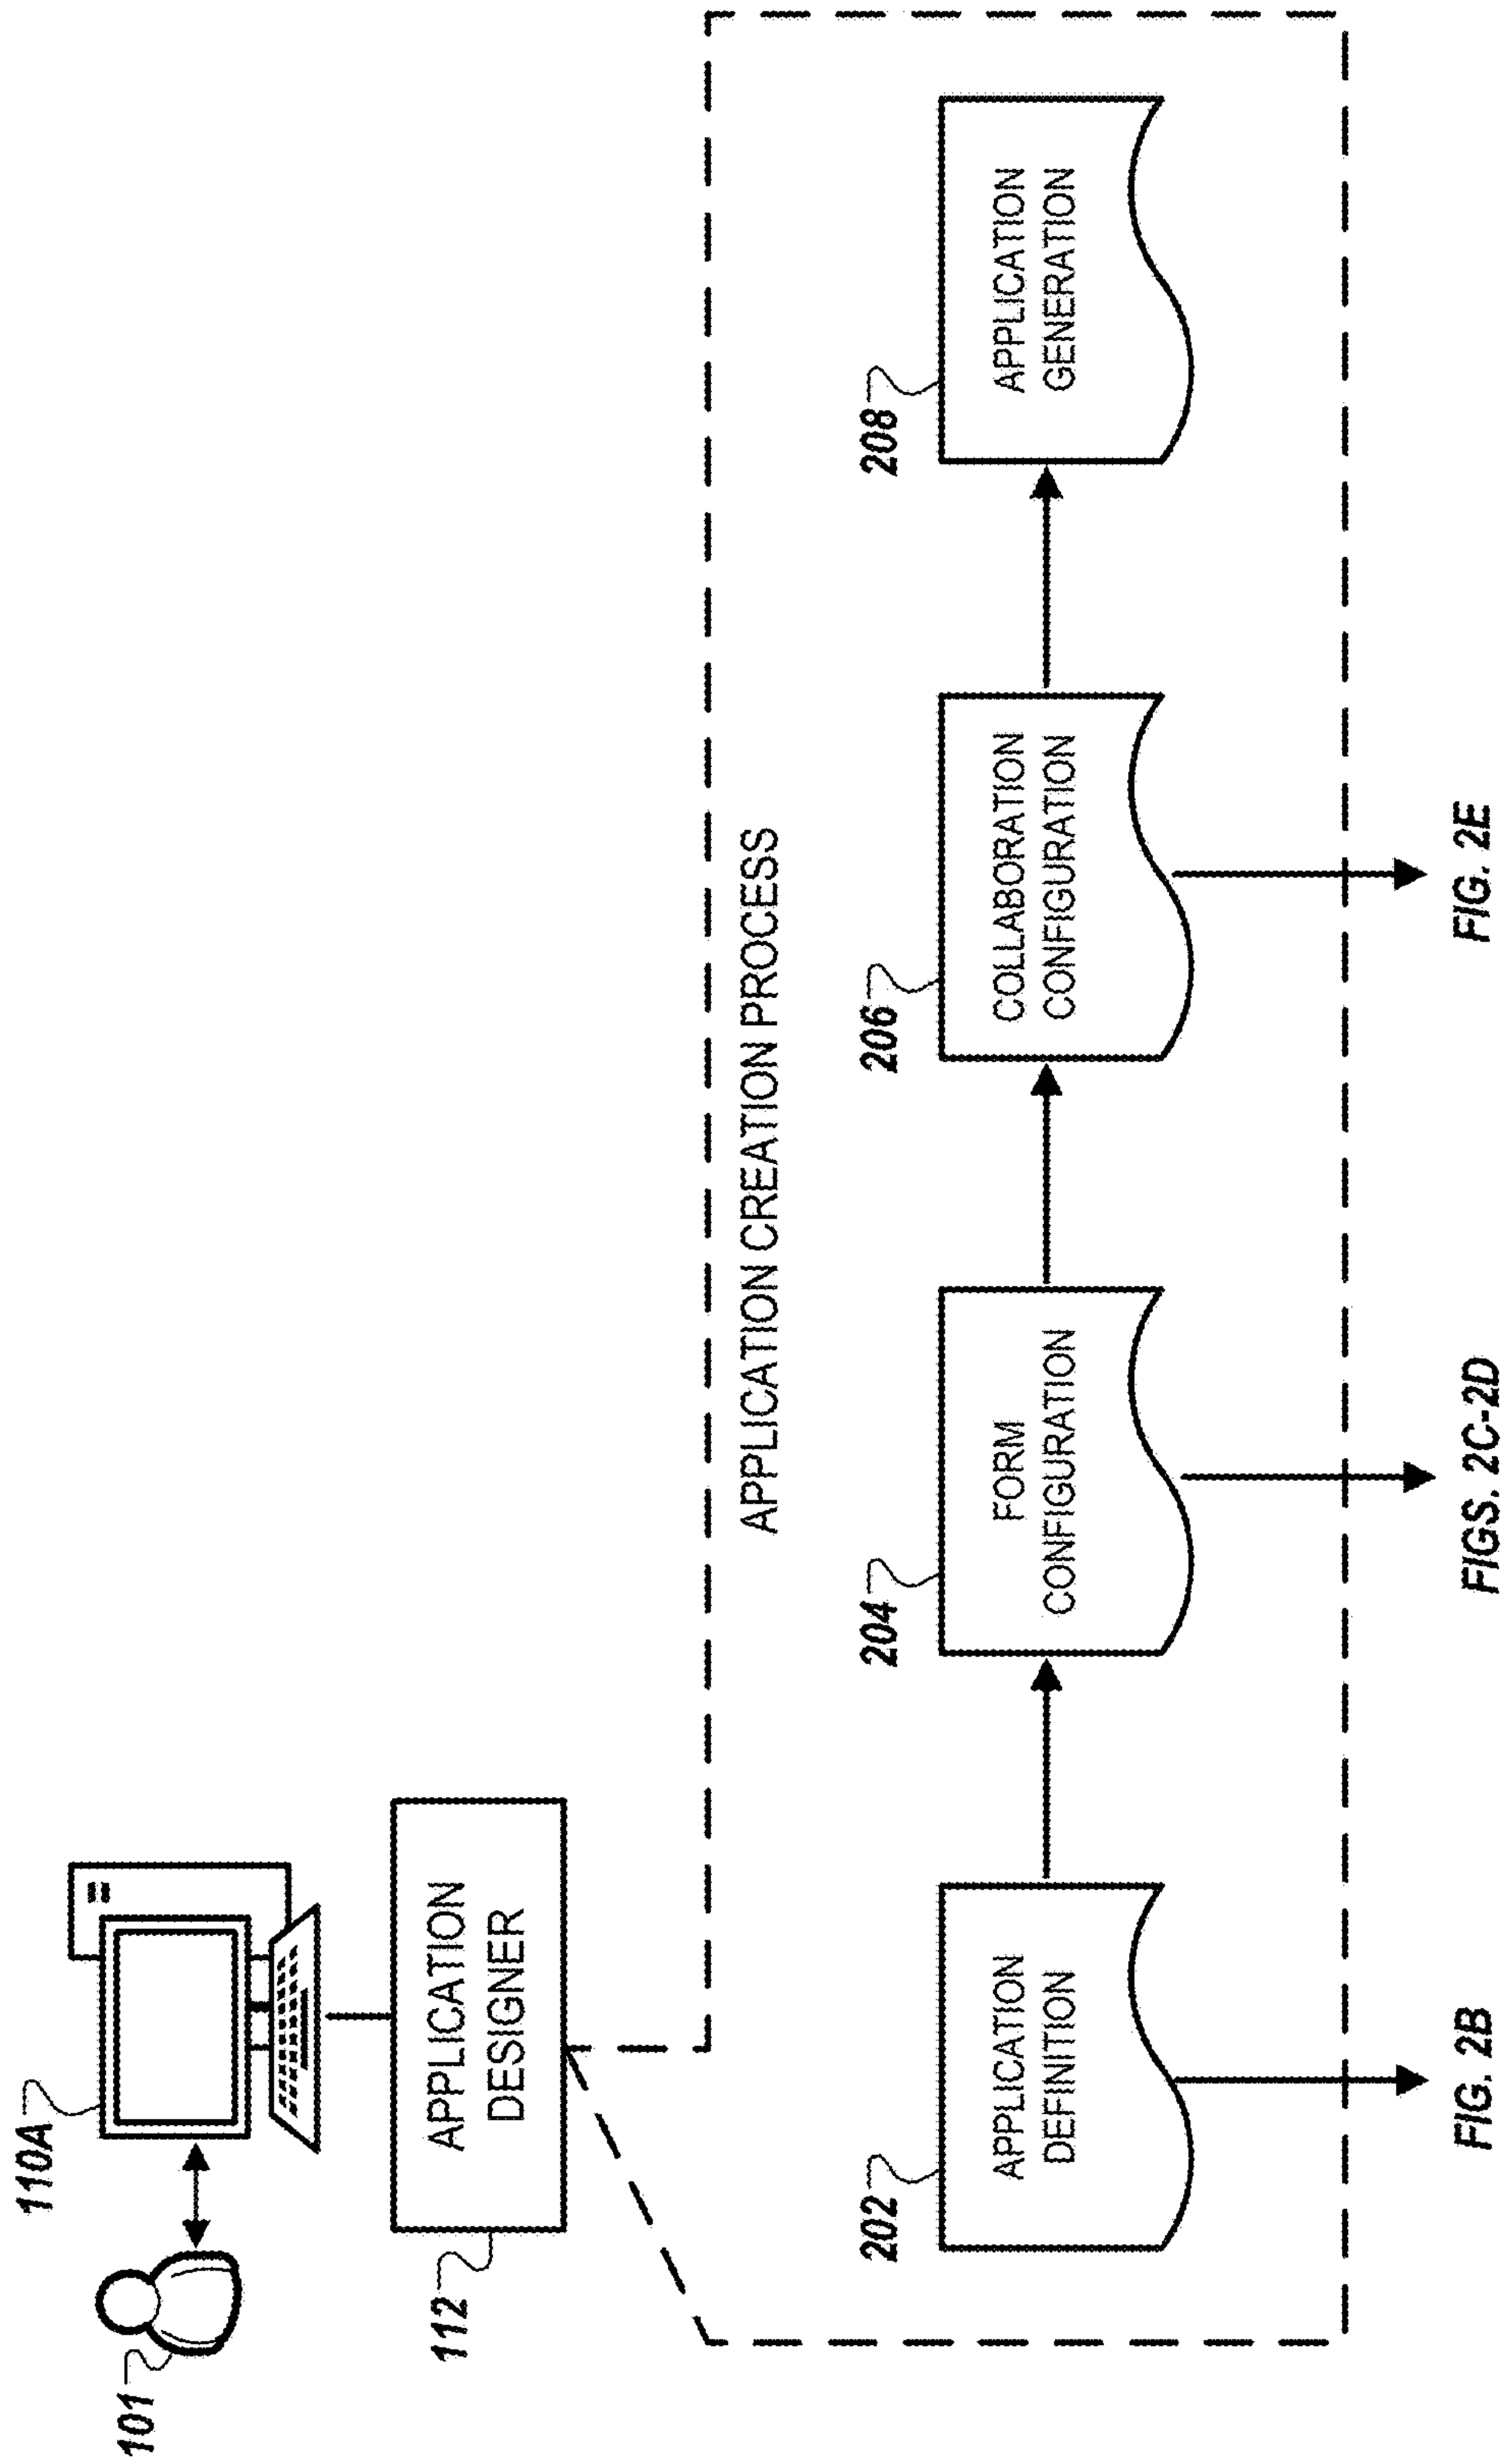 110A
101
APPLICATION
DESIGNER
112
APPLICATION CREATION PROCESS
202
APPLICATION
DEFINITION
204
FORM
CONFIGURATION
206
COLLABORATION
CONFIGURATION
208
APPLICATION
GENERATION
FIG. 2B
FIGS. 2C-2D
FIG. 2E